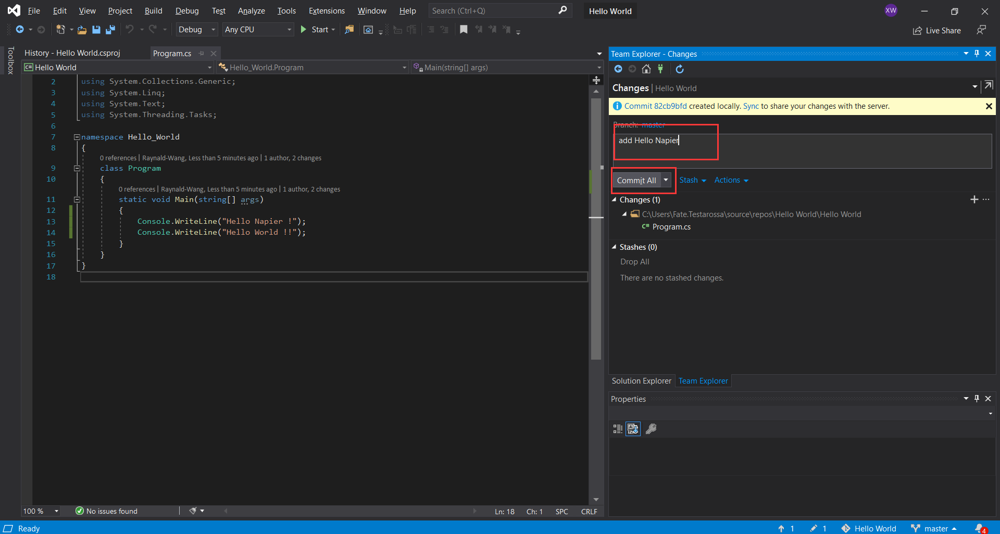 File Edit View Project Build Debug Test Analyze Tools Extensions Window Help Search (Ctrl+Q) Hello World XW
Debug Any CPU Start Live Share
Toolbox
History - Hello World.csproj Program.cs
Hello World Hello_World.Program Main(string[] args)
2 using System.Collections.Generic;
3 using System.Linq;
4 using System.Text;
5 using System.Threading.Tasks;
6
7 namespace Hello_World
8 {
0 references | Raynald-Wang, Less than 5 minutes ago | 1 author, 2 changes
9 class Program
10 {
0 references | Raynald-Wang, Less than 5 minutes ago | 1 author, 2 changes
11 static void Main(string[] args)
12 {
13 Console.WriteLine("Hello Napier !");
14 Console.WriteLine("Hello World !!");
15 }
16 }
17 }
18
100 % No issues found Ln: 18 Ch: 1 SPC CRLF
Team Explorer - Changes
Changes | Hello World
Commit 82cb9bfd created locally. Sync to share your changes with the server.
Branch: master
add Hello Napier
Commit All Stash Actions
Changes (1)
C:\Users\Fate.Testarossa\source\repos\Hello World\Hello World
C# Program.cs
Stashes (0)
Drop All
There are no stashed changes.
Solution Explorer Team Explorer
Properties
Ready 1 1 Hello World master 4